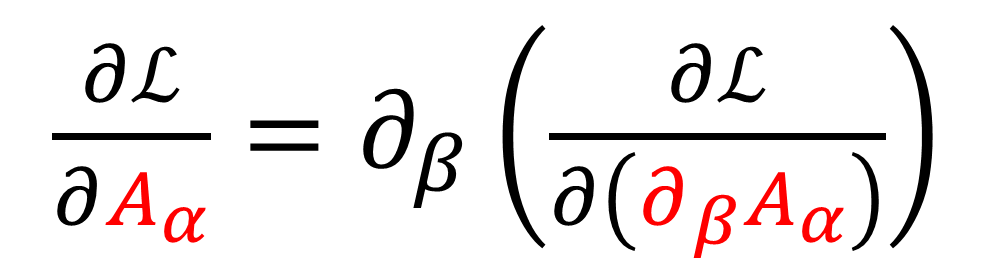 ∂ℒ/∂A_α = ∂_β (∂ℒ/∂(∂_β A_α))